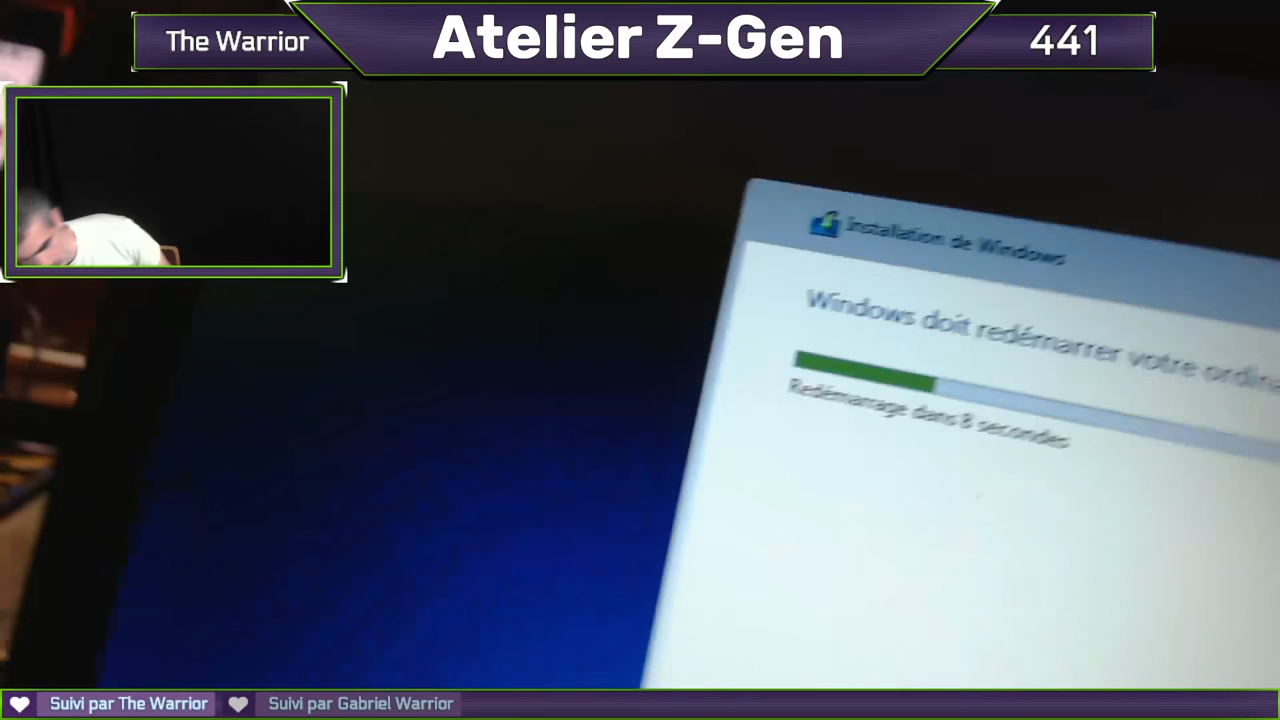 The Warrior
Atelier Z-Gen
441
Installation de Windows
Windows doit redémarrer votre
Redémarrage dans 8 secondes
Suivi par The Warrior
Suivi par Gabriel Warrior